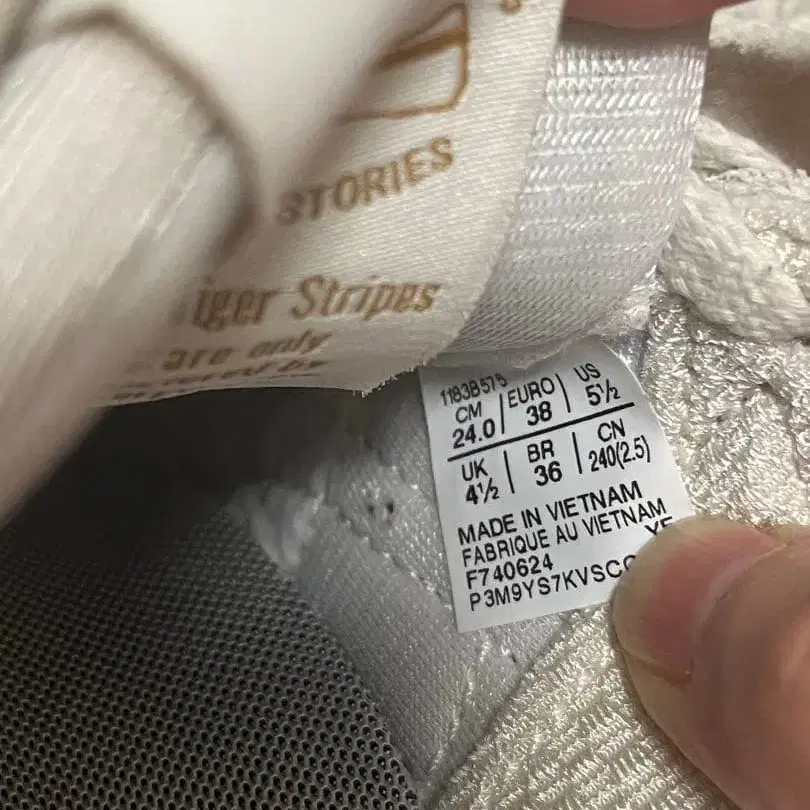 STORIES
Stripes
are only
1183B575
CM 24.0 | EURO 38 | US 5½
UK 4½ | BR 36 | CN 240(2.5)
MADE IN VIETNAM
FABRIQUE AU VIETNAM
F740624